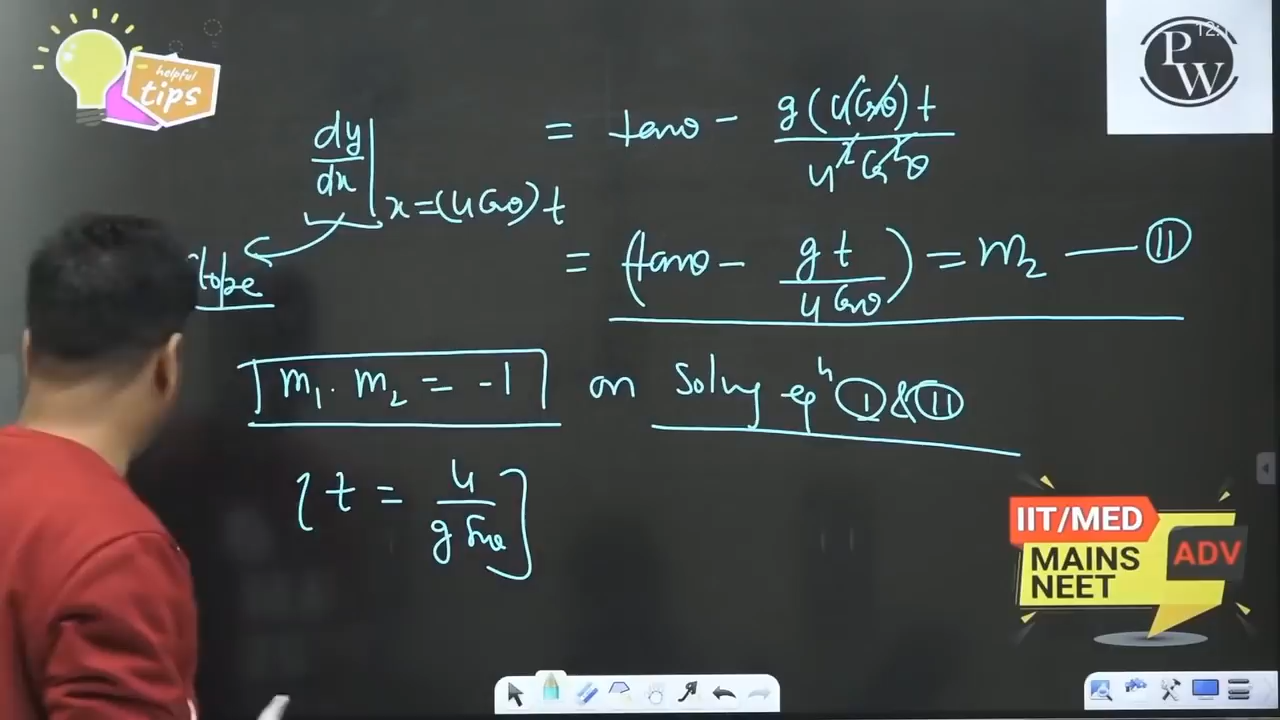 helpful
tips
12:
PW
dy/dx | x=(u Cosθ) t = tanθ - g(u Cosθ) t / u² Cos²θ
slope
= (tanθ - g t / u Cosθ) = m₂ — II
m₁ . m₂ = -1 on Solving eqⁿ I & II
{ t = u / g Sinθ ]
IIT/MED
MAINS
NEET
ADV